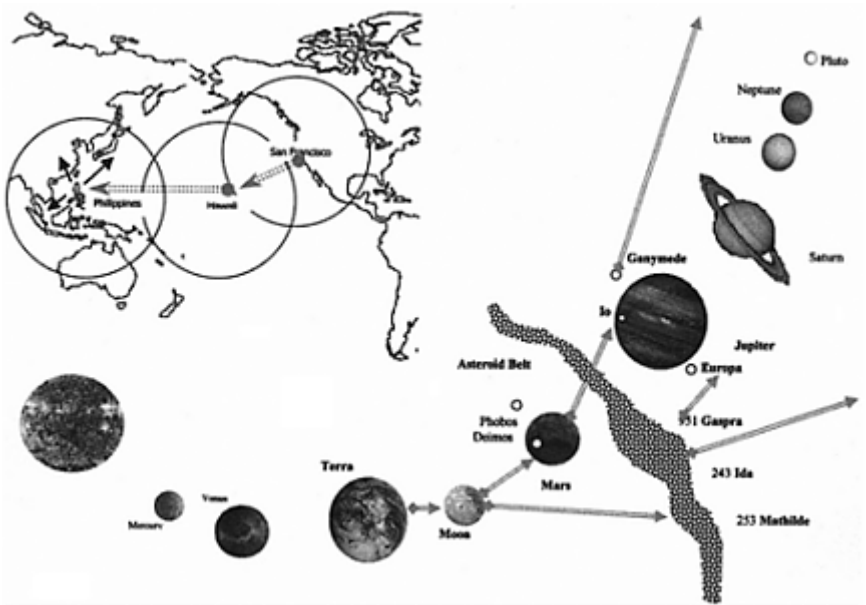 San Francisco
Philippines
Hawaii
Pluto
Neptune
Uranus
Saturn
Ganymede
Io
Jupiter
Europa
Asteroid Belt
951 Gaspra
Phobos
Deimos
243 Ida
Mars
Terra
253 Mathilde
Venus
Mercury
Moon